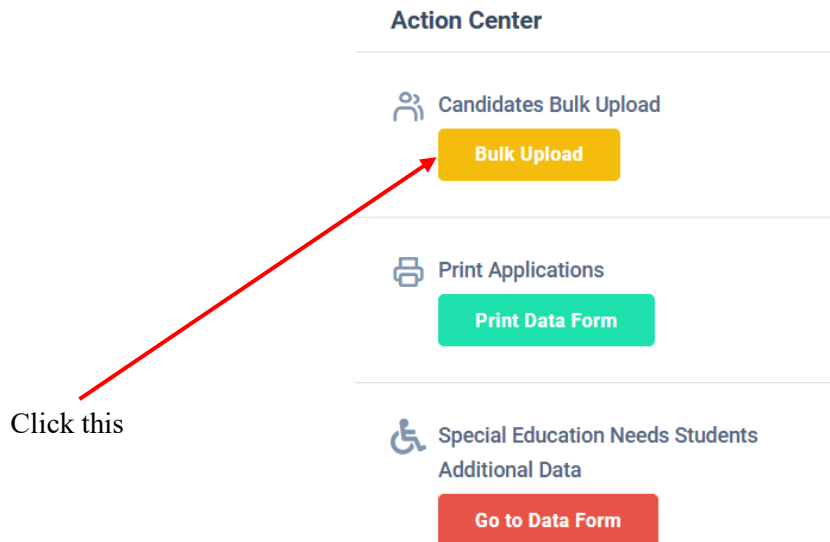 Action Center
Candidates Bulk Upload
Bulk Upload
Print Applications
Print Data Form
Click this
Special Education Needs Students
Additional Data
Go to Data Form